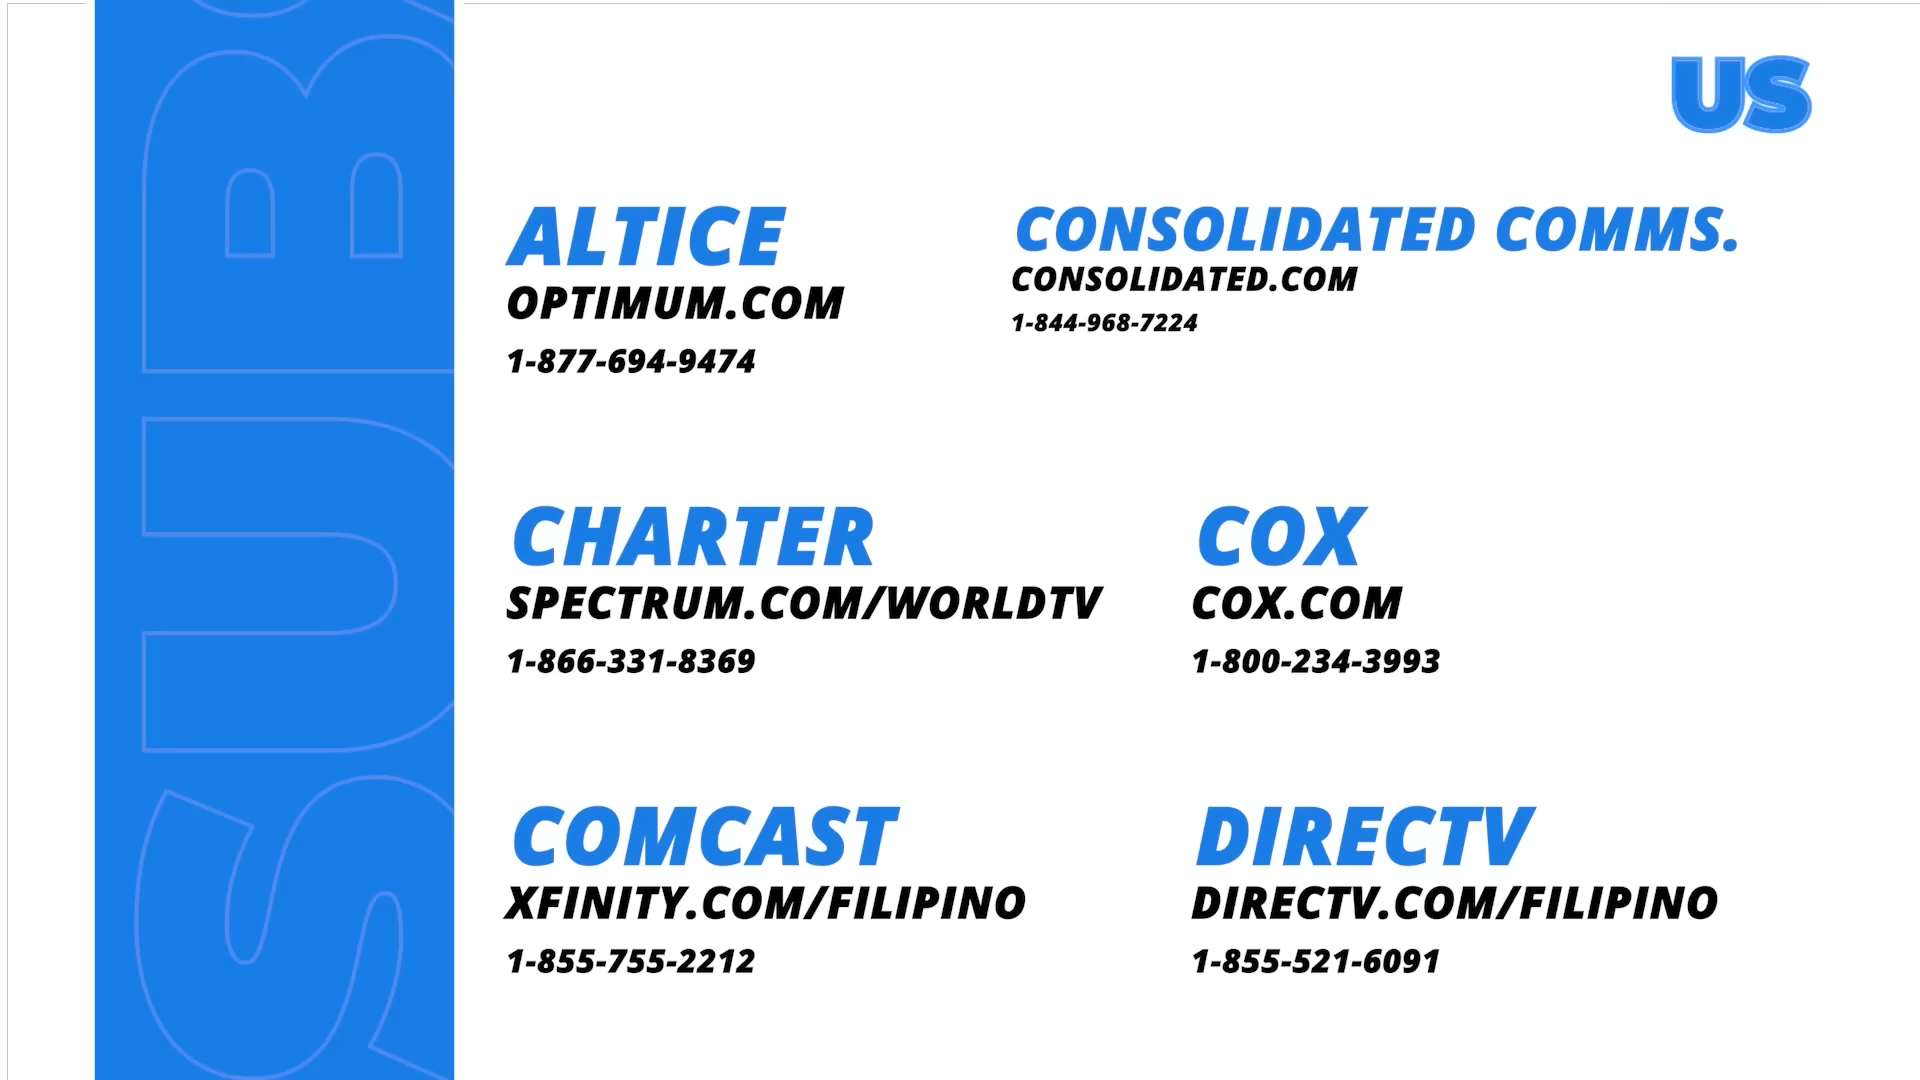 US
ALTICE
OPTIMUM.COM
1-877-694-9474
CONSOLIDATED COMMS.
CONSOLIDATED.COM
1-844-968-7224
CHARTER
SPECTRUM.COM/WORLDTV
1-866-331-8369
COX
COX.COM
1-800-234-3993
COMCAST
XFINITY.COM/FILIPINO
1-855-755-2212
DIRECTV
DIRECTV.COM/FILIPINO
1-855-521-6091